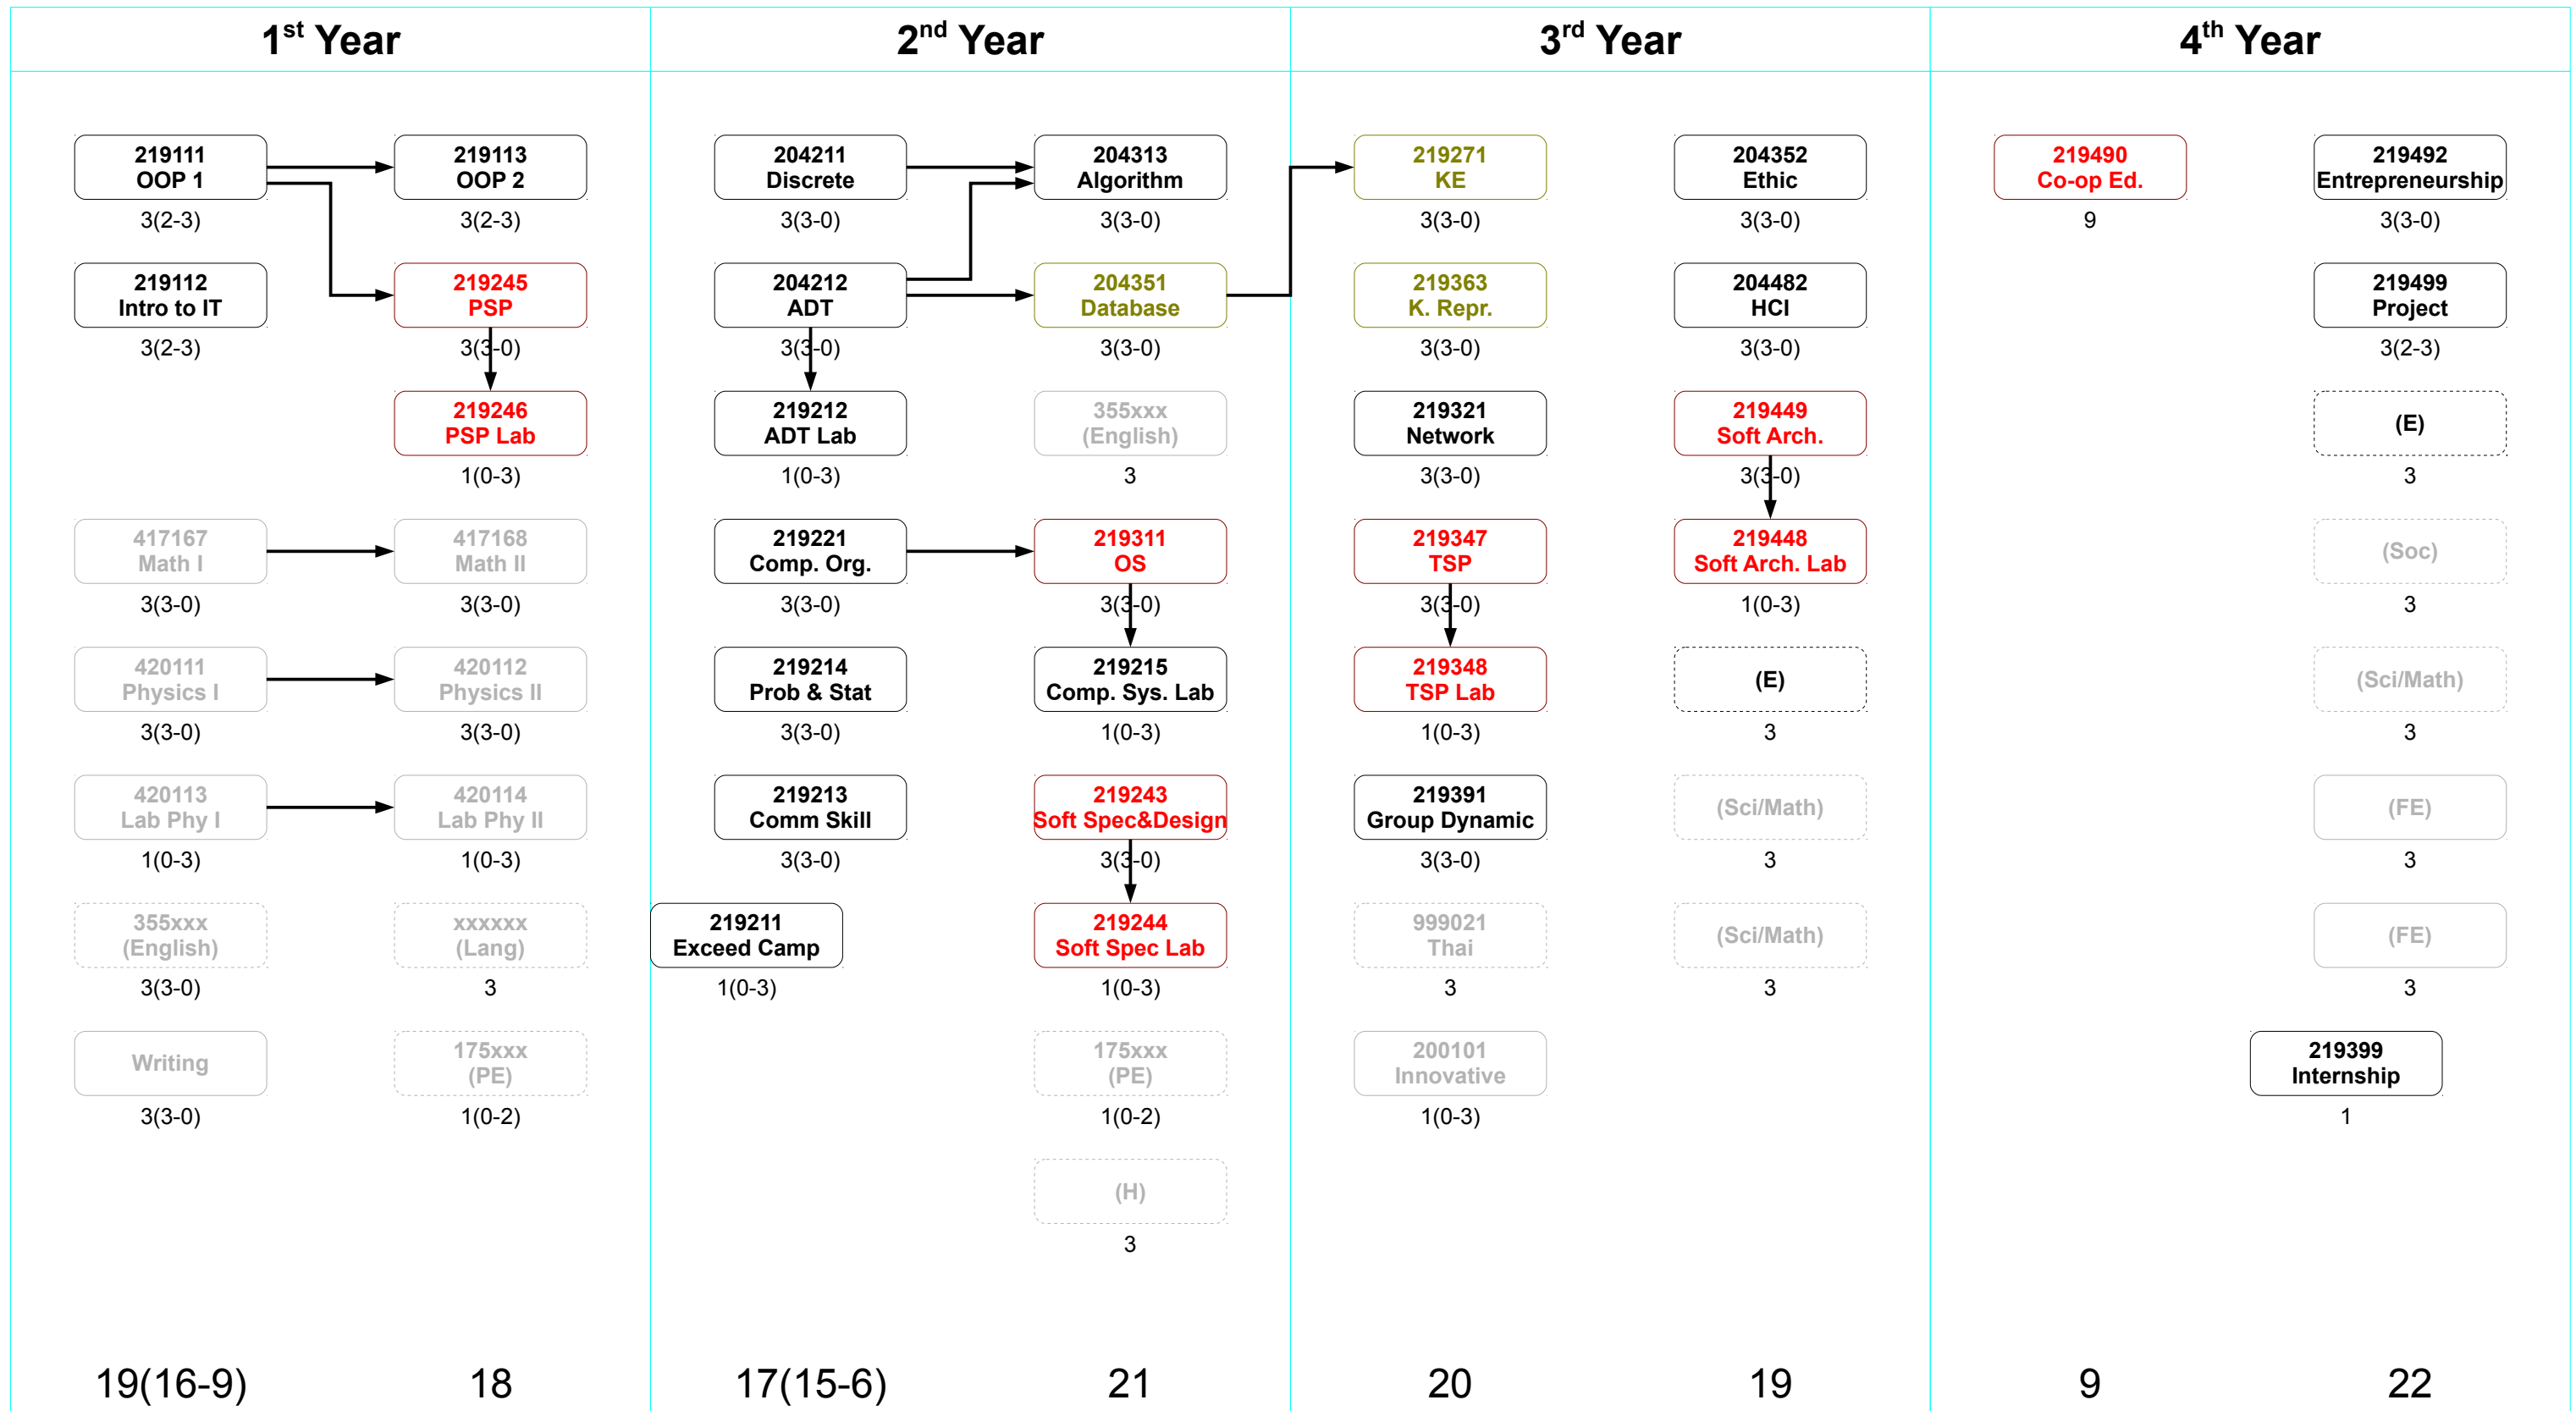 1st Year
2nd Year
3rd Year
4th Year
219111
OOP 1
3(2-3)
219112
Intro to IT
3(2-3)
417167
Math I
3(3-0)
420111
Physics I
3(3-0)
420113
Lab Phy I
1(0-3)
355xxx
(English)
3(3-0)
Writing
3(3-0)
19(16-9)
219113
OOP 2
3(2-3)
219245
PSP
3(3-0)
219246
PSP Lab
1(0-3)
417168
Math II
3(3-0)
420112
Physics II
3(3-0)
420114
Lab Phy II
1(0-3)
xxxxxx
(Lang)
3
175xxx
(PE)
1(0-2)
18
204211
Discrete
3(3-0)
204212
ADT
3(3-0)
219212
ADT Lab
1(0-3)
219221
Comp. Org.
3(3-0)
219214
Prob & Stat
3(3-0)
219213
Comm Skill
3(3-0)
219211
Exceed Camp
1(0-3)
17(15-6)
204313
Algorithm
3(3-0)
204351
Database
3(3-0)
355xxx
(English)
3
219311
OS
3(3-0)
219215
Comp. Sys. Lab
1(0-3)
219243
Soft Spec&Design
3(3-0)
219244
Soft Spec Lab
1(0-3)
175xxx
(PE)
1(0-2)
(H)
3
21
219271
KE
3(3-0)
219363
K. Repr.
3(3-0)
219321
Network
3(3-0)
219347
TSP
3(3-0)
219348
TSP Lab
1(0-3)
219391
Group Dynamic
3(3-0)
999021
Thai
3
200101
Innovative
1(0-3)
20
204352
Ethic
3(3-0)
204482
HCI
3(3-0)
219449
Soft Arch.
3(3-0)
219448
Soft Arch. Lab
1(0-3)
(E)
3
(Sci/Math)
3
(Sci/Math)
3
19
219490
Co-op Ed.
9
9
219492
Entrepreneurship
3(3-0)
219499
Project
3(2-3)
(E)
3
(Soc)
3
(Sci/Math)
3
(FE)
3
(FE)
3
219399
Internship
1
22